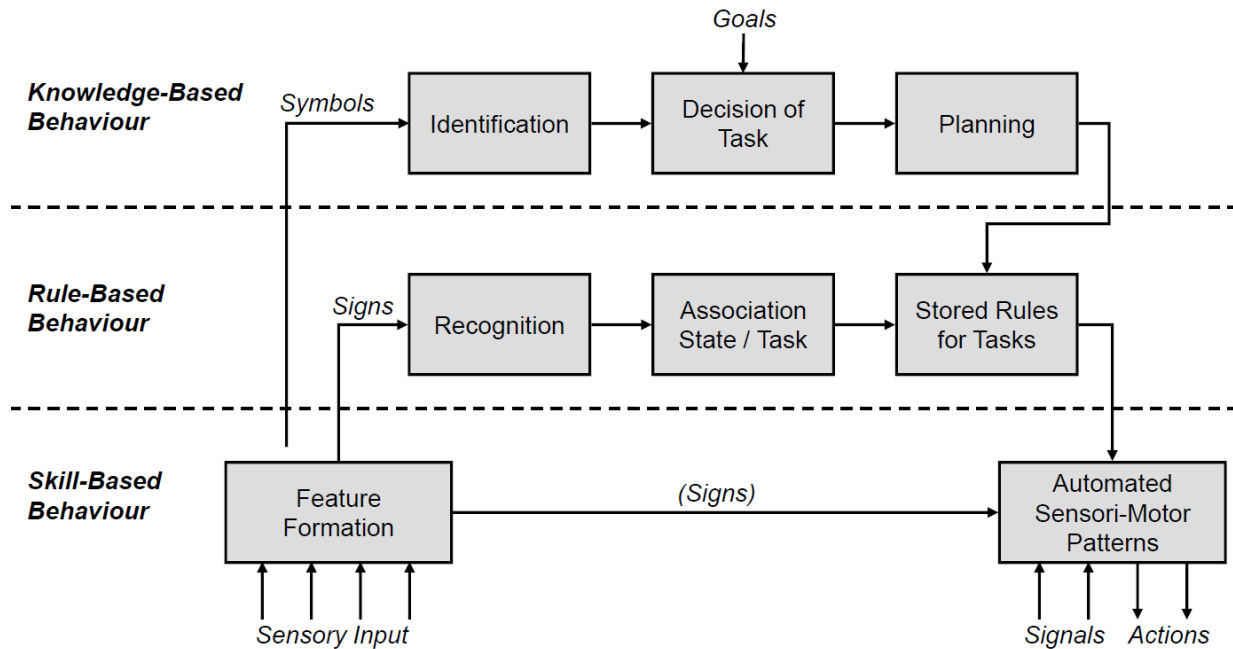 Goals
Knowledge-Based
Behaviour
Symbols
Identification
Decision of
Task
Planning
Rule-Based
Behaviour
Signs
Recognition
Association
State / Task
Stored Rules
for Tasks
Skill-Based
Behaviour
Feature
Formation
(Signs)
Automated
Sensori-Motor
Patterns
Sensory Input
Signals
Actions